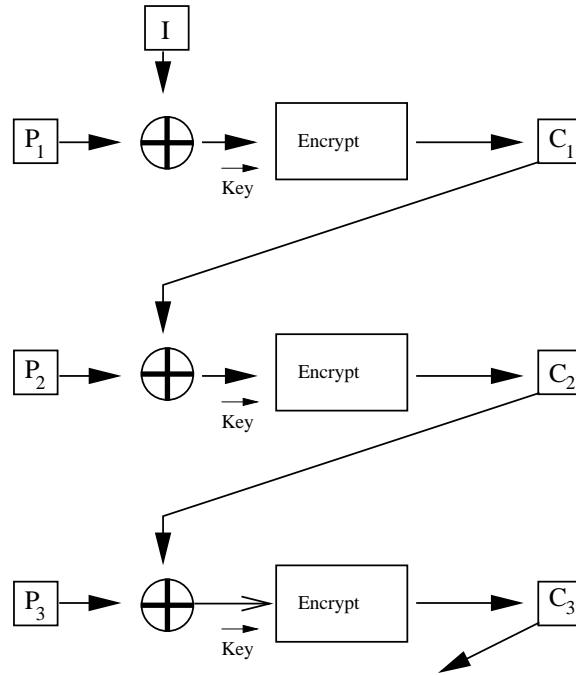 I
P₁ Encrypt C₁
Key
P₂ Encrypt C₂
Key
P₃ Encrypt C₃
Key